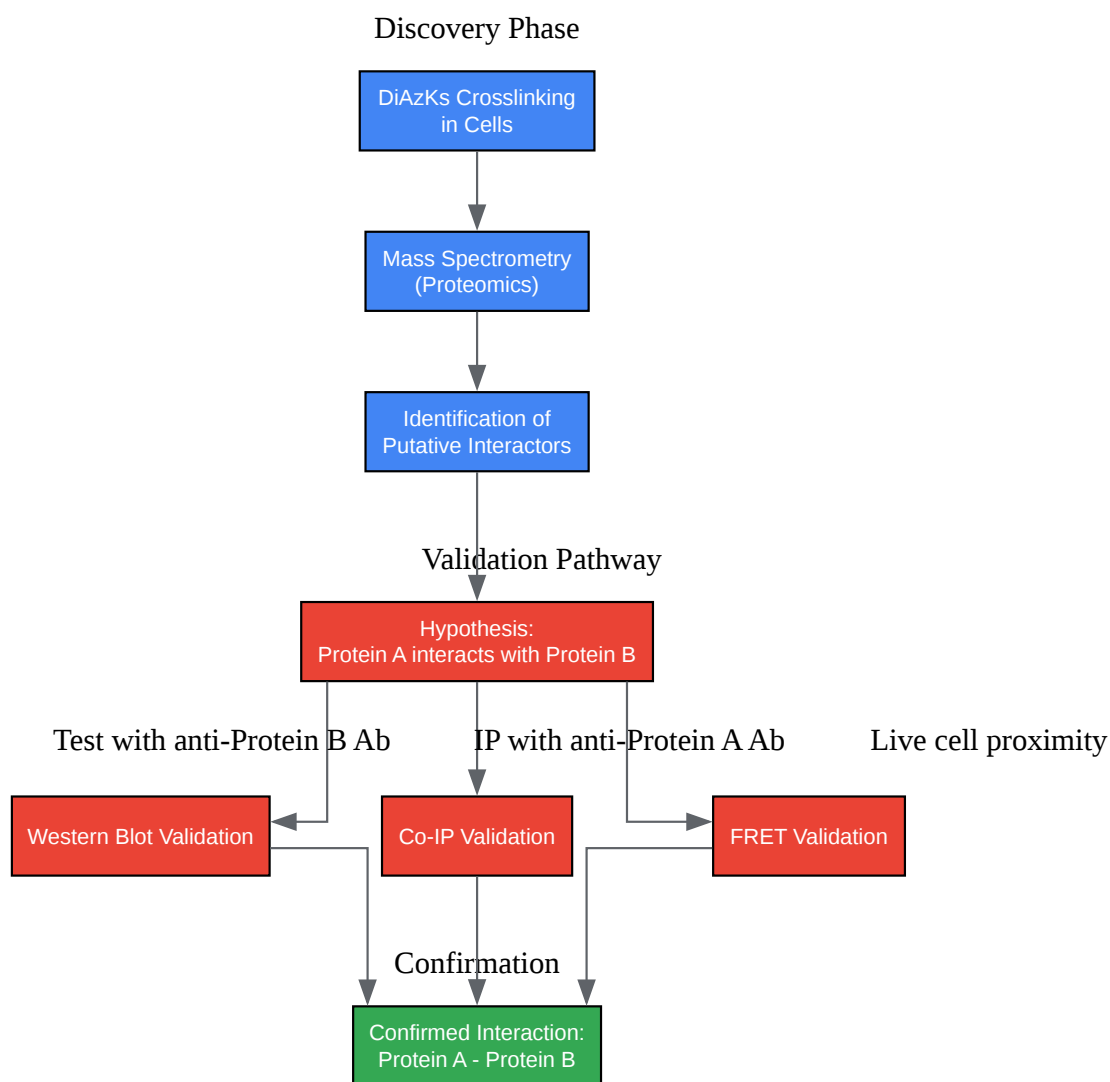 Discovery Phase
DiAzKs Crosslinking
in Cells
Mass Spectrometry
(Proteomics)
Identification of
Putative Interactors
Validation Pathway
Hypothesis:
Protein A interacts with Protein B
Test with anti-Protein B Ab
IP with anti-Protein A Ab
Live cell proximity
Western Blot Validation
Co-IP Validation
FRET Validation
Confirmation
Confirmed Interaction:
Protein A - Protein B